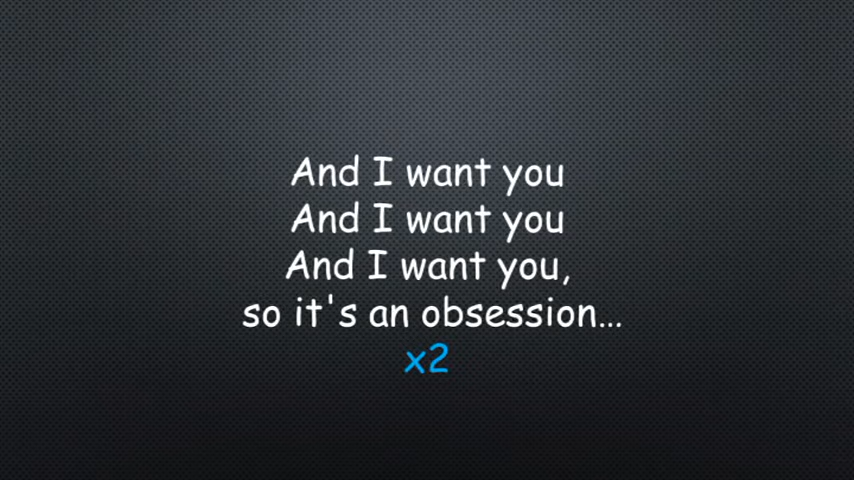 And I want you
And I want you
And I want you,
so it's an obsession...
x2